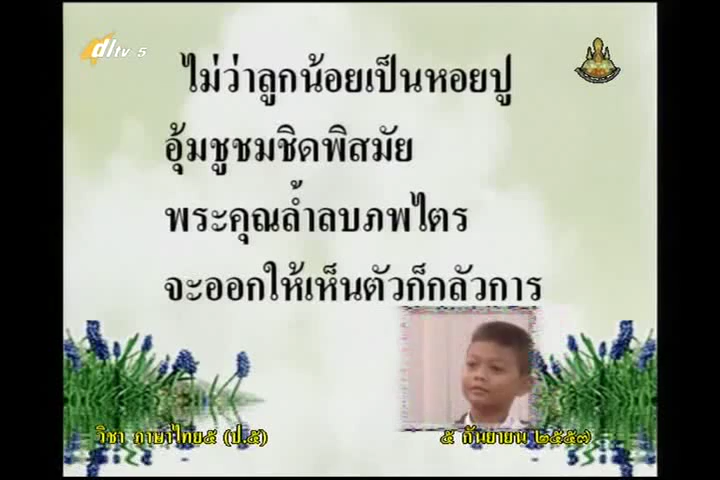 dltv 5
ไม่ว่าลูกน้อยเป็นหอยปู
อุ้มชูชมชิดพิสมัย
พระคุณล้ำลบภพไตร
จะออกให้เห็นตัวก็กลัวการ
วิชา ภาษาไทย๕ (ป.๕)
๕ กันยายน ๒๕๕๓